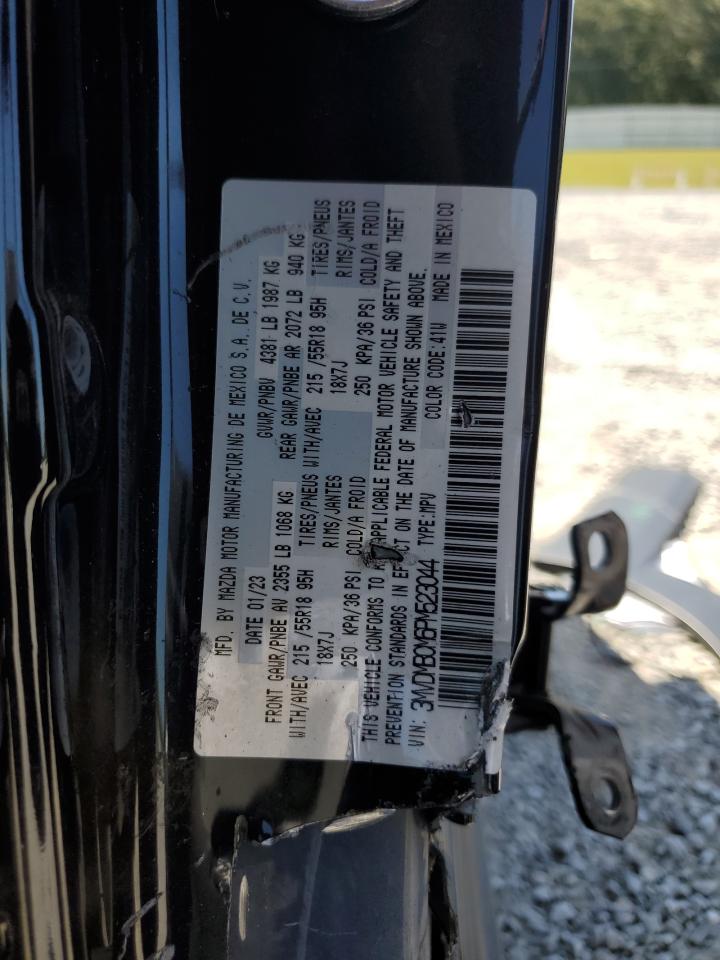 MFD. BY MAZDA MOTOR MANUFACTURING DE MEXICO S.A. DE C.V.
DATE 01/23 GVWR/PNBV 4381 LB 1987 KG
FRONT GAWR/PNBE AV 2355 LB 1068 KG REAR GAWR/PNBE AR 2072 LB 940 KG
WITH/AVEC 215 /55R18 95H TIRES/PNEUS WITH/AVEC 215 /55R18 95H TIRES/PNEUS
18X7J RIMS/JANTES 18X7J RIMS/JANTES
250 KPA/36 PSI COLD/A FROID 250 KPA/36 PSI COLD/A FROID
THIS VEHICLE CONFORMS TO APPLICABLE FEDERAL MOTOR VEHICLE SAFETY AND THEFT
PREVENTION STANDARDS IN EFFECT ON THE DATE OF MANUFACTURE SHOWN ABOVE.
VIN: 3MVDMBCM6PM523044 TYPE:MPV COLOR CODE:41W MADE IN MEXICO